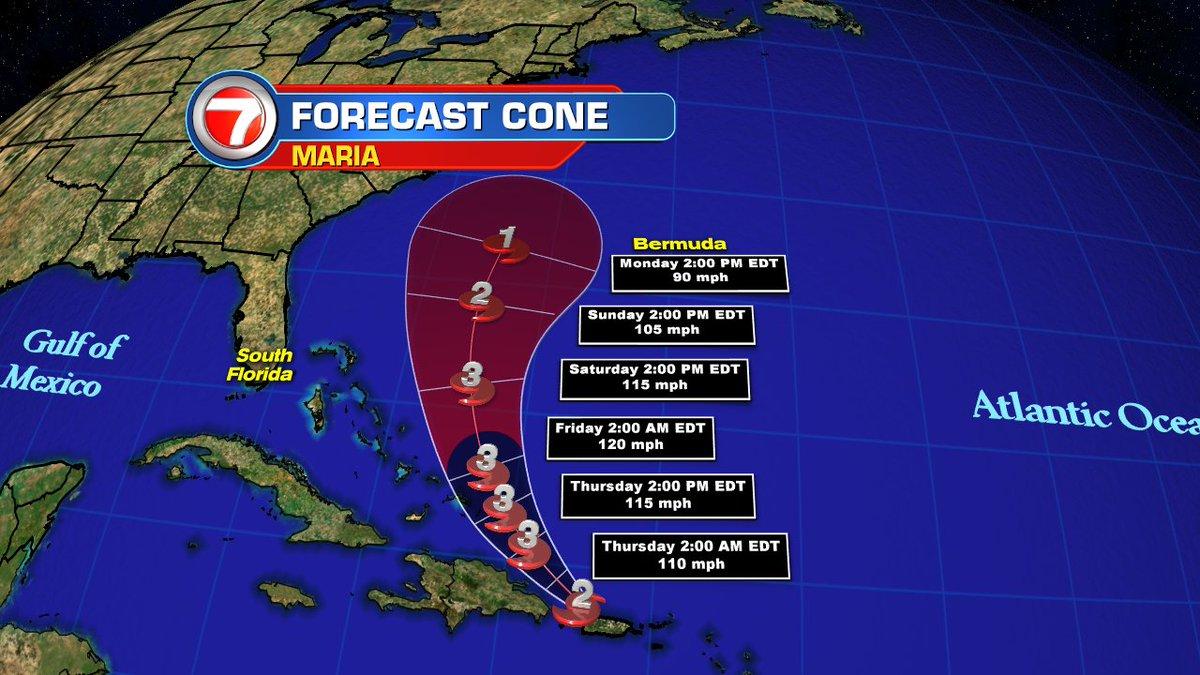 7
FORECAST CONE
MARIA
1
Bermuda
Monday 2:00 PM EDT
90 mph
2
Sunday 2:00 PM EDT
105 mph
Gulf of
Mexico
South
Florida
3
Saturday 2:00 PM EDT
115 mph
Atlantic Ocea
3
Friday 2:00 AM EDT
120 mph
3
Thursday 2:00 PM EDT
115 mph
3
Thursday 2:00 AM EDT
110 mph
2